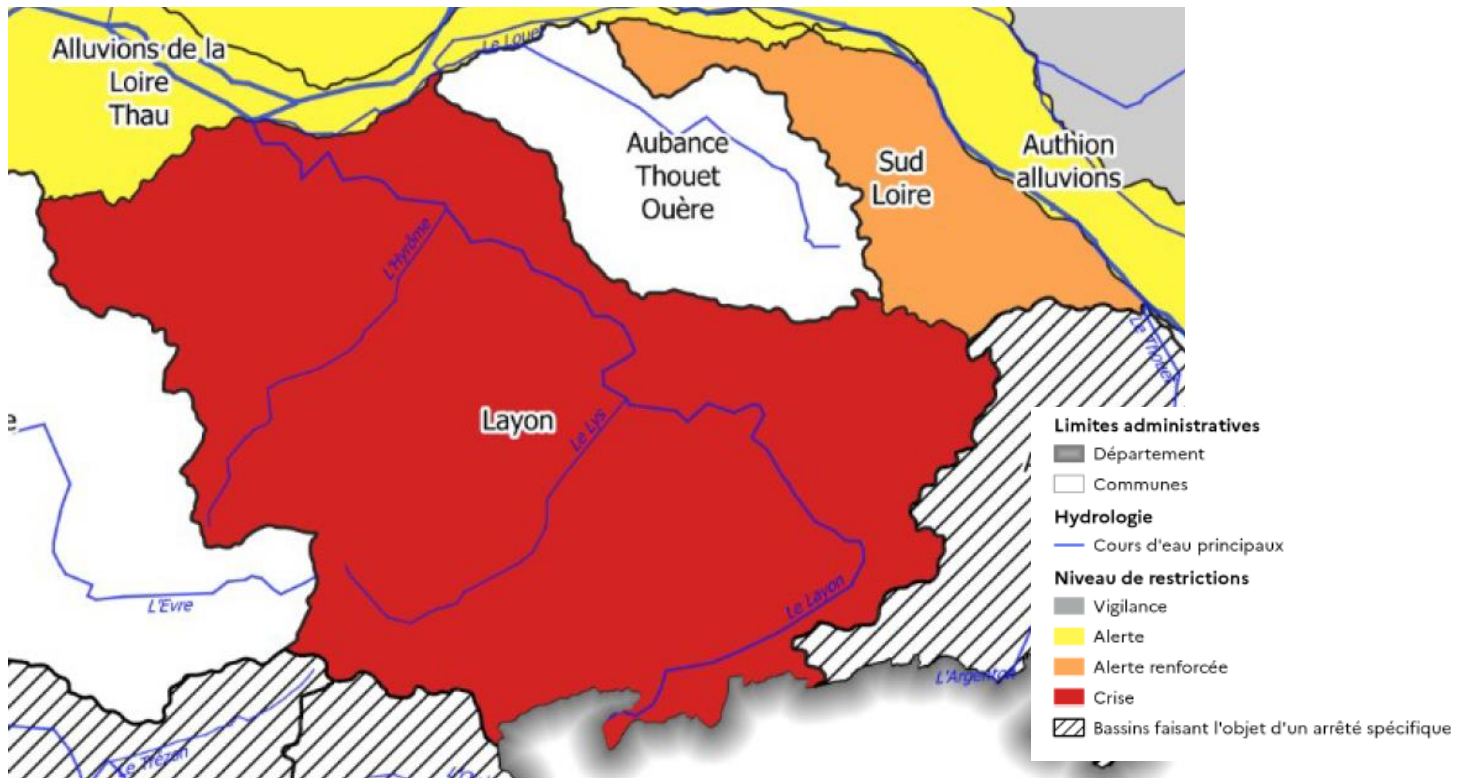 Alluvions de la
Loire
Thau
Le Louet
Aubance
Thouet
Ouère
Sud
Loire
Authion
alluvions
L'Hyrôme
Le Thouet
Layon
Le Lys
e
Le Layon
L'Evre
L'Argenton
Le Trézon
Limites administratives
Département
Communes
Hydrologie
Cours d'eau principaux
Niveau de restrictions
Vigilance
Alerte
Alerte renforcée
Crise
Bassins faisant l'objet d'un arrêté spécifique